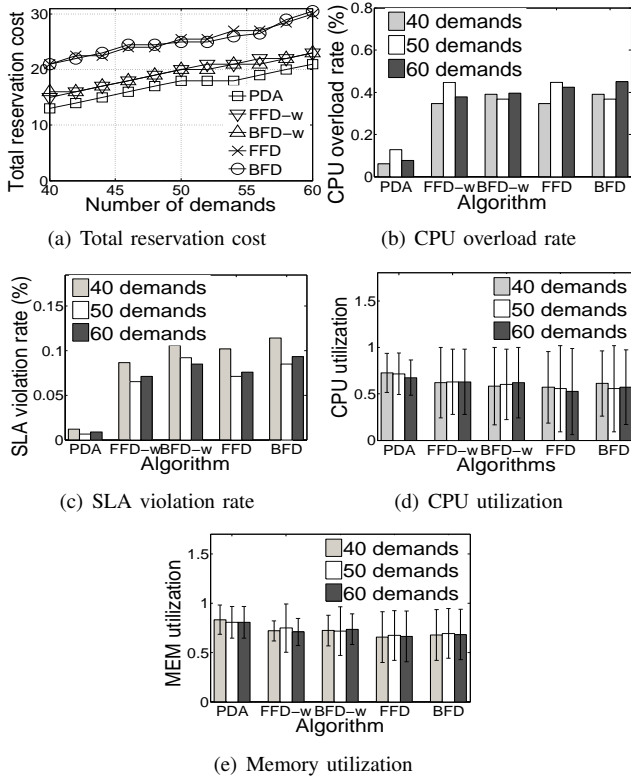 Total reservation cost
30
20
10
0
40
45
50
55
60
Number of demands
PDA
FFD−w
BFD−w
FFD
BFD
(a) Total reservation cost
CPU overload rate (%)
0.8
0.6
0.4
0.2
0
40 demands
50 demands
60 demands
PDA FFD−w BFD−w FFD BFD
Algorithm
(b) CPU overload rate
SLA violation rate (%)
0.15
0.1
0.05
0
40 demands
50 demands
60 demands
PDA FFD−w BFD−w FFD BFD
Algorithm
(c) SLA violation rate
CPU utilization
1.5
1
0.5
0
40 demands
50 demands
60 demands
PDA FFD−w BFD−w FFD BFD
Algorithms
(d) CPU utilization
MEM utilization
1.5
1
0.5
0
40 demands
50 demands
60 demands
PDA FFD−w BFD−w FFD BFD
Algorithm
(e) Memory utilization